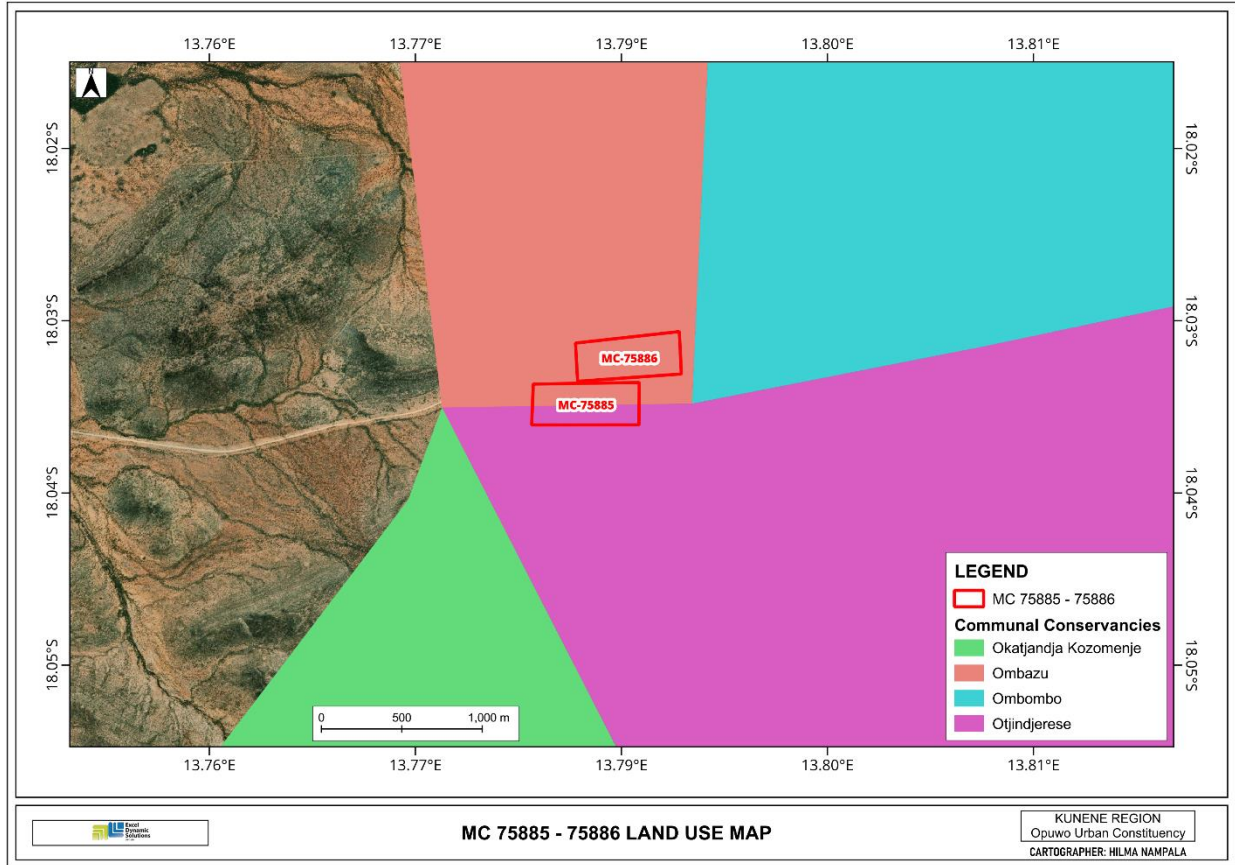 13.76°E
13.77°E
13.79°E
13.80°E
13.81°E
18.02°S
18.02°S
18.03°S
18.03°S
MC-75886
MC-75885
18.04°S
18.04°S
LEGEND
MC 75885 - 75886
Communal Conservancies
Okatjandja Kozomenje
Ombazu
Ombombo
Otjindjerese
18.05°S
18.05°S
0 500 1,000 m
13.76°E
13.77°E
13.79°E
13.80°E
13.81°E
Excel
Dynamic
Solutions
MC 75885 - 75886 LAND USE MAP
KUNENE REGION
Opuwo Urban Constituency
CARTOGRAPHER: HILMA NAMPALA